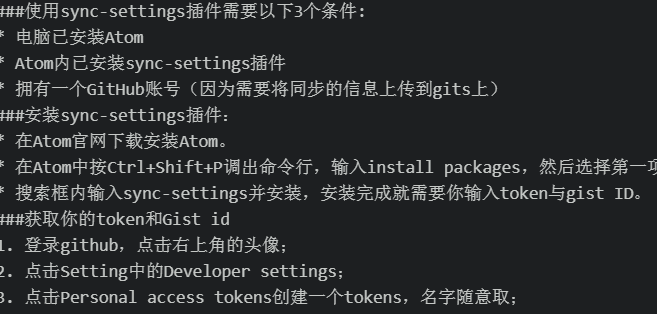 ###使用sync-settings插件需要以下3个条件:
* 电脑已安装Atom
* Atom内已安装sync-settings插件
* 拥有一个GitHub账号（因为需要将同步的信息上传到gits上）
###安装sync-settings插件：
* 在Atom官网下载安装Atom。
* 在Atom中按Ctrl+Shift+P调出命令行，输入install packages，然后选择第一项
* 搜索框内输入sync-settings并安装，安装完成就需要你输入token与gist ID。
###获取你的token和Gist id
1. 登录github，点击右上角的头像；
2. 点击Setting中的Developer settings；
3. 点击Personal access tokens创建一个tokens，名字随意取；